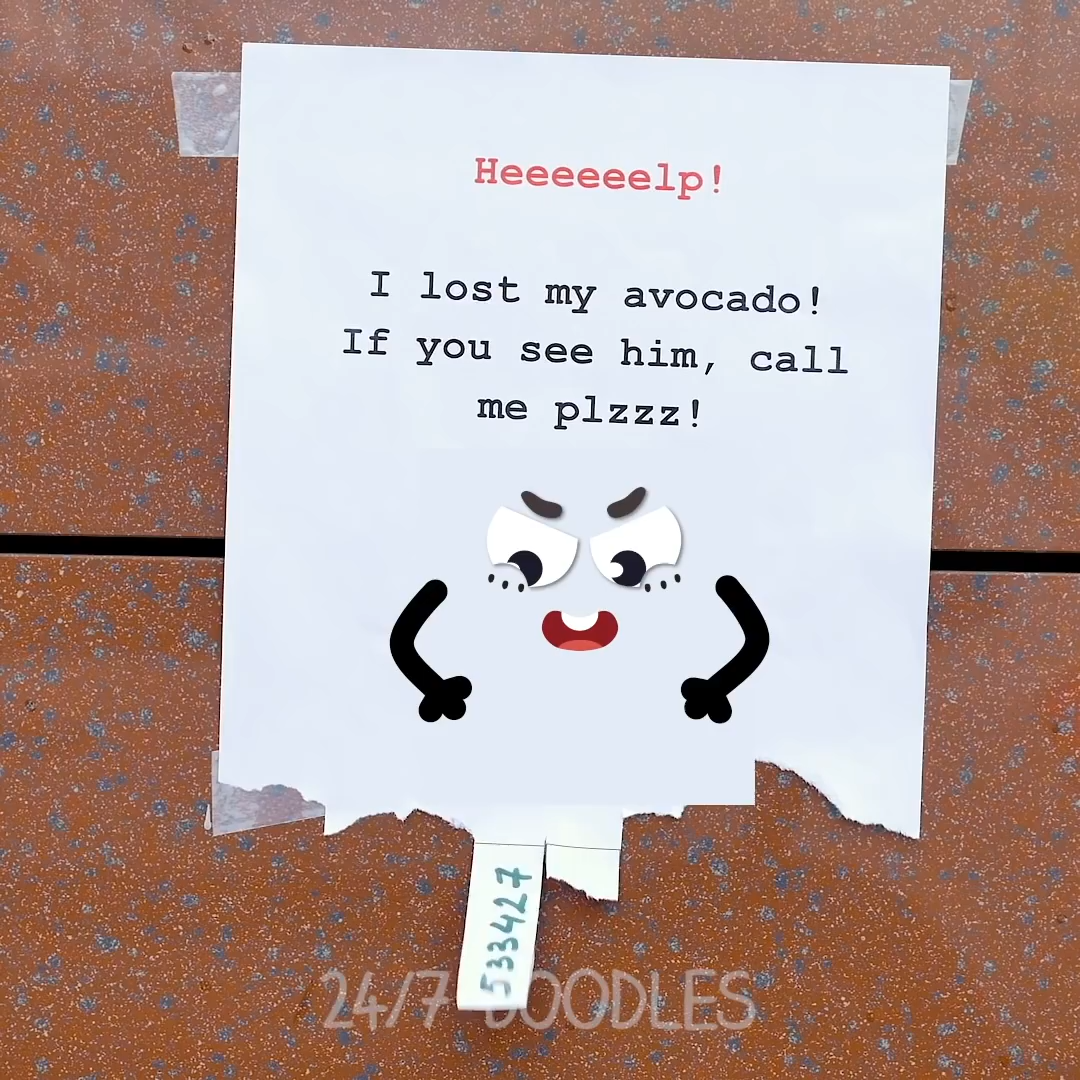 Heeeeeelp!
I lost my avocado!
If you see him, call
me plzzz!
533427
24/7 DOODLES